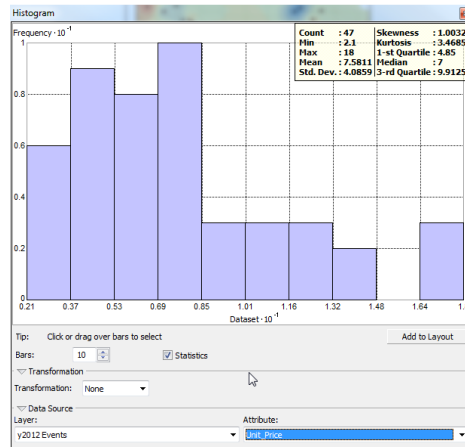 Histogram
Frequency · 10⁻¹
Count : 47 Skewness : 1.0032
Min : 2.1 Kurtosis : 3.4685
Max : 18 1-st Quartile : 4.85
Mean : 7.5811 Median : 7
Std. Dev. : 4.0859 3-rd Quartile : 9.9125
1
0.8
0.6
0.4
0.2
0
0.21 0.37 0.53 0.69 0.85 1.01 1.16 1.32 1.48 1.64 1.8
Dataset · 10⁻¹
Tip: Click or drag over bars to select Add to Layout
Bars: 10 Statistics
Transformation
Transformation: None
Data Source
Layer: Attribute:
y2012 Events Unit_Price